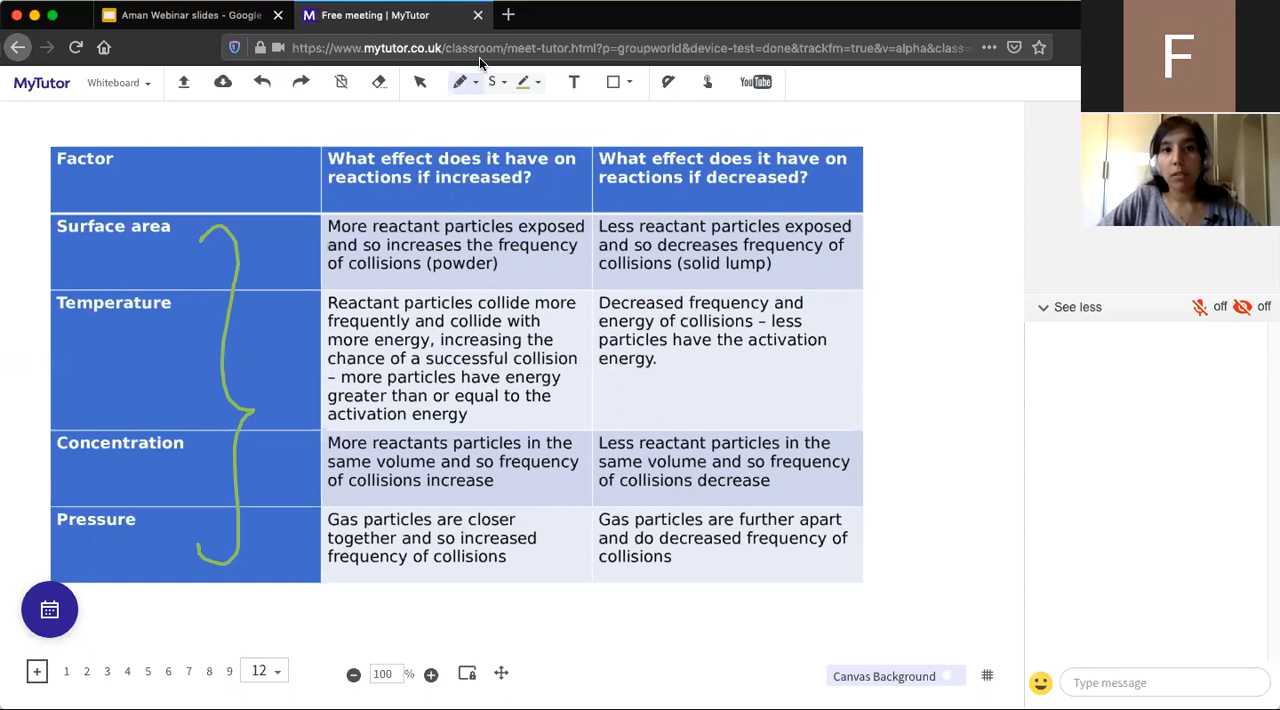 Aman Webinar slides - Google
Free meeting | MyTutor
https://www.mytutor.co.uk/classroom/meet-tutor.html?p=groupworld&device-test=done&trackfm=true&v=alpha&class=
MyTutor
Whiteboard
S
T
YouTube
F
Factor
What effect does it have on
reactions if increased?
What effect does it have on
reactions if decreased?
Surface area
More reactant particles exposed
and so increases the frequency
of collisions (powder)
Less reactant particles exposed
and so decreases frequency of
collisions (solid lump)
Temperature
Reactant particles collide more
frequently and collide with
more energy, increasing the
chance of a successful collision
– more particles have energy
greater than or equal to the
activation energy
Decreased frequency and
energy of collisions – less
particles have the activation
energy.
Concentration
More reactants particles in the
same volume and so frequency
of collisions increase
Less reactant particles in the
same volume and so frequency
of collisions decrease
Pressure
Gas particles are closer
together and so increased
frequency of collisions
Gas particles are further apart
and do decreased frequency of
collisions
See less
off
off
1 2 3 4 5 6 7 8 9 12
100 %
Canvas Background
Type message